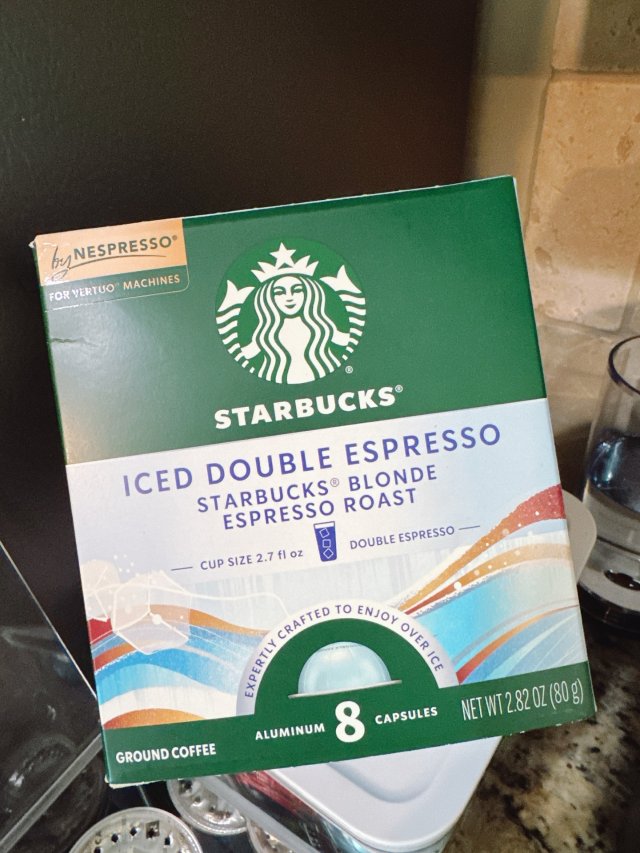 by NESPRESSO®
FOR VERTUO® MACHINES
®
STARBUCKS®
ICED DOUBLE ESPRESSO
STARBUCKS® BLONDE
ESPRESSO ROAST
CUP SIZE 2.7 fl oz
DOUBLE ESPRESSO
EXPERTLY CRAFTED TO ENJOY OVER ICE
ALUMINUM 8 CAPSULES
NET WT 2.82 OZ (80 g)
GROUND COFFEE